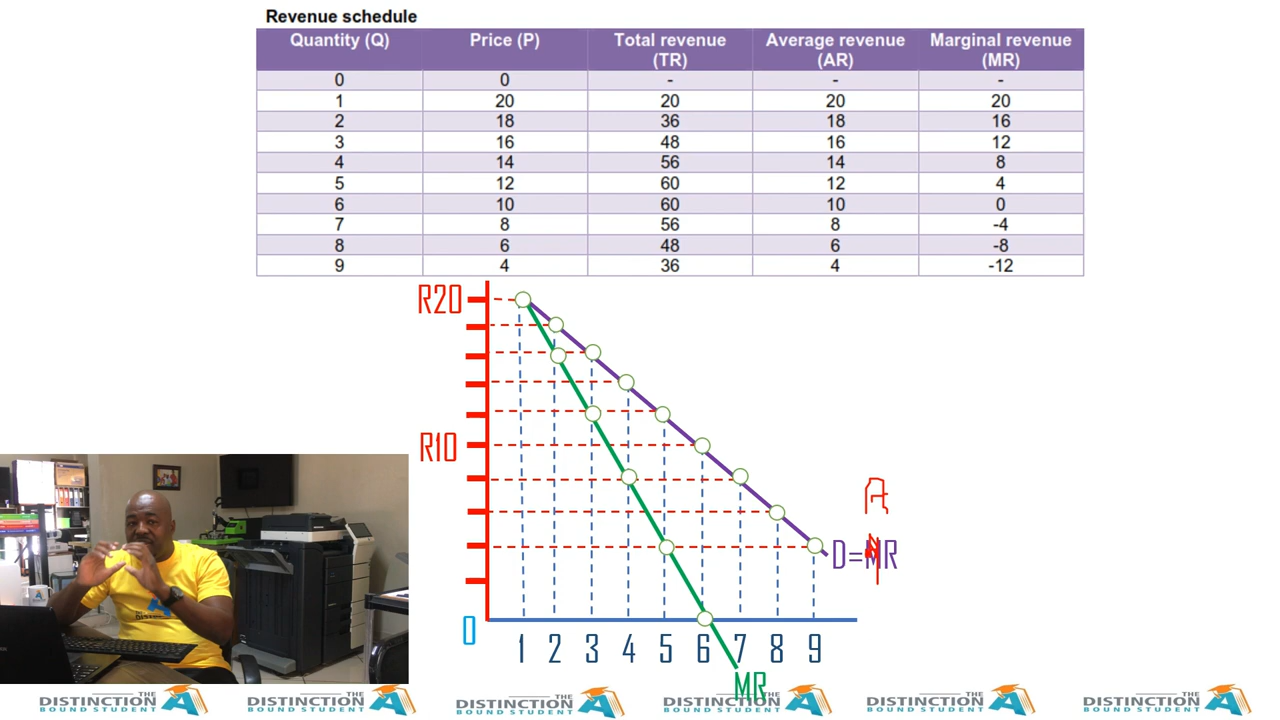 Revenue schedule
Quantity (Q) Price (P) Total revenue (TR) Average revenue (AR) Marginal revenue (MR)
0 0 - - -
1 20 20 20 20
2 18 36 18 16
3 16 48 16 12
4 14 56 14 8
5 12 60 12 4
6 10 60 10 0
7 8 56 8 -4
8 6 48 6 -8
9 4 36 4 -12
R20
R10
A
D=MR
0
1 2 3 4 5 6 7 8 9
MR
THE DISTINCTION BOUND STUDENT
THE DISTINCTION BOUND STUDENT
THE DISTINCTION BOUND STUDENT
THE DISTINCTION BOUND STUDENT
THE DISTINCTION BOUND STUDENT
THE DISTINCTION BOUND STUDENT